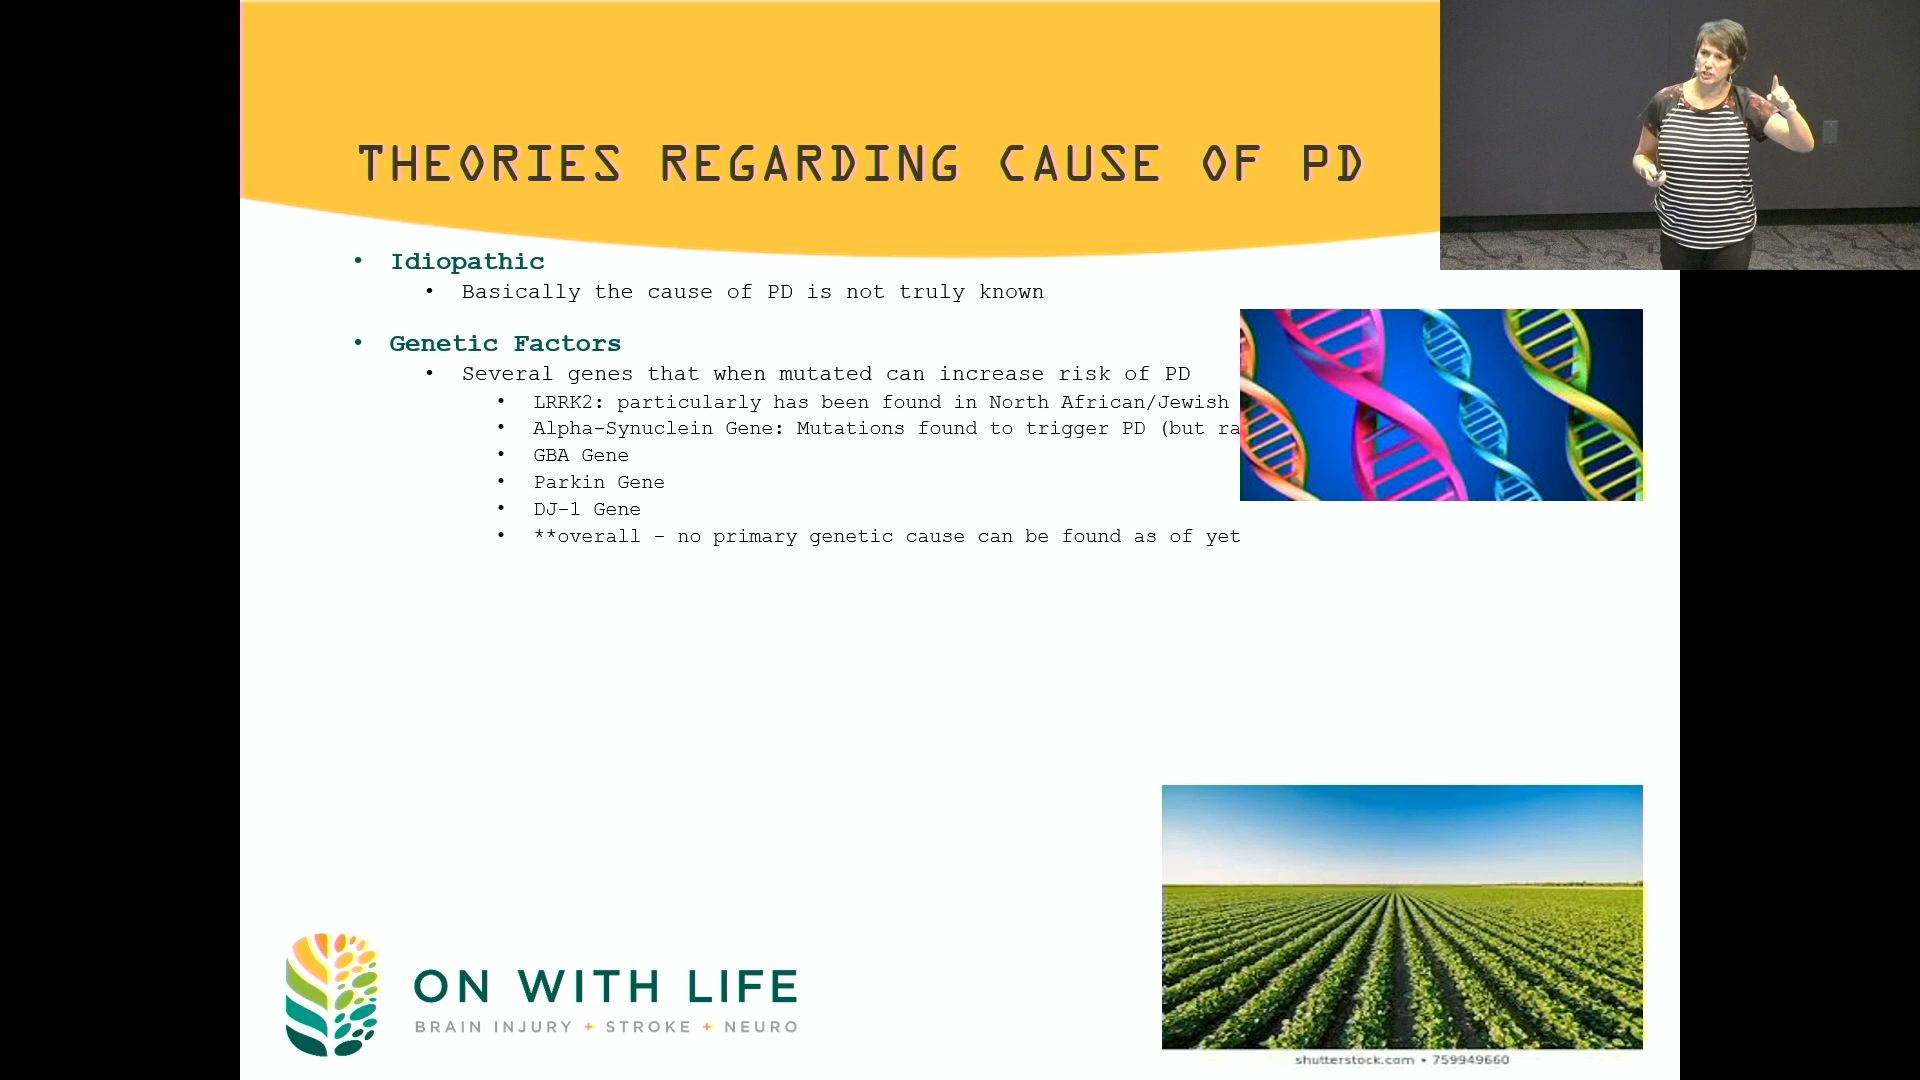 THEORIES REGARDING CAUSE OF PD
• Idiopathic
• Basically the cause of PD is not truly known
• Genetic Factors
• Several genes that when mutated can increase risk of PD
• LRRK2: particularly has been found in North African/Jewish
• Alpha-Synuclein Gene: Mutations found to trigger PD (but ra
• GBA Gene
• Parkin Gene
• DJ-1 Gene
• **overall – no primary genetic cause can be found as of yet
ON WITH LIFE
BRAIN INJURY + STROKE + NEURO
shutterstock.com • 759949660